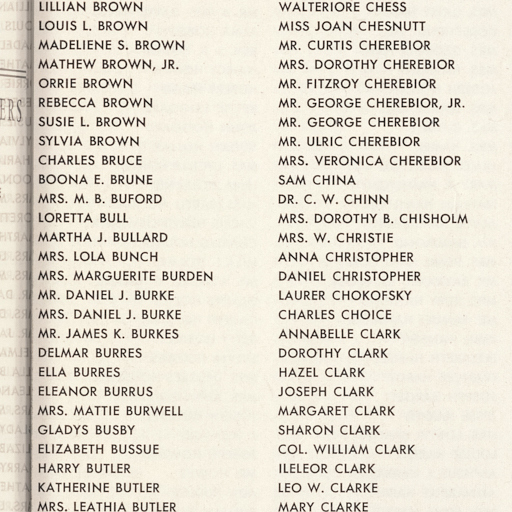 LILLIAN BROWN
LOUIS L. BROWN
MADELIENE S. BROWN
MATHEW BROWN, JR.
ORRIE BROWN
REBECCA BROWN
SUSIE L. BROWN
SYLVIA BROWN
CHARLES BRUCE
BOONA E. BRUNE
MRS. M. B. BUFORD
LORETTA BULL
MARTHA J. BULLARD
MRS. LOLA BUNCH
MRS. MARGUERITE BURDEN
MR. DANIEL J. BURKE
MRS. DANIEL J. BURKE
MR. JAMES K. BURKES
DELMAR BURRES
ELLA BURRES
ELEANOR BURRUS
MRS. MATTIE BURWELL
GLADYS BUSBY
ELIZABETH BUSSUE
HARRY BUTLER
KATHERINE BUTLER
MRS. LEATHIA BUTLER
WALTERIORE CHESS
MISS JOAN CHESNUTT
MR. CURTIS CHEREBIOR
MRS. DOROTHY CHEREBIOR
MR. FITZROY CHEREBIOR
MR. GEORGE CHEREBIOR, JR.
MR. GEORGE CHEREBIOR
MR. ULRIC CHEREBIOR
MRS. VERONICA CHEREBIOR
SAM CHINA
DR. C. W. CHINN
MRS. DOROTHY B. CHISHOLM
MRS. W. CHRISTIE
ANNA CHRISTOPHER
DANIEL CHRISTOPHER
LAURER CHOKOFSKY
CHARLES CHOICE
ANNABELLE CLARK
DOROTHY CLARK
HAZEL CLARK
JOSEPH CLARK
MARGARET CLARK
SHARON CLARK
COL. WILLIAM CLARK
ILELEOR CLARK
LEO W. CLARKE
MARY CLARKE